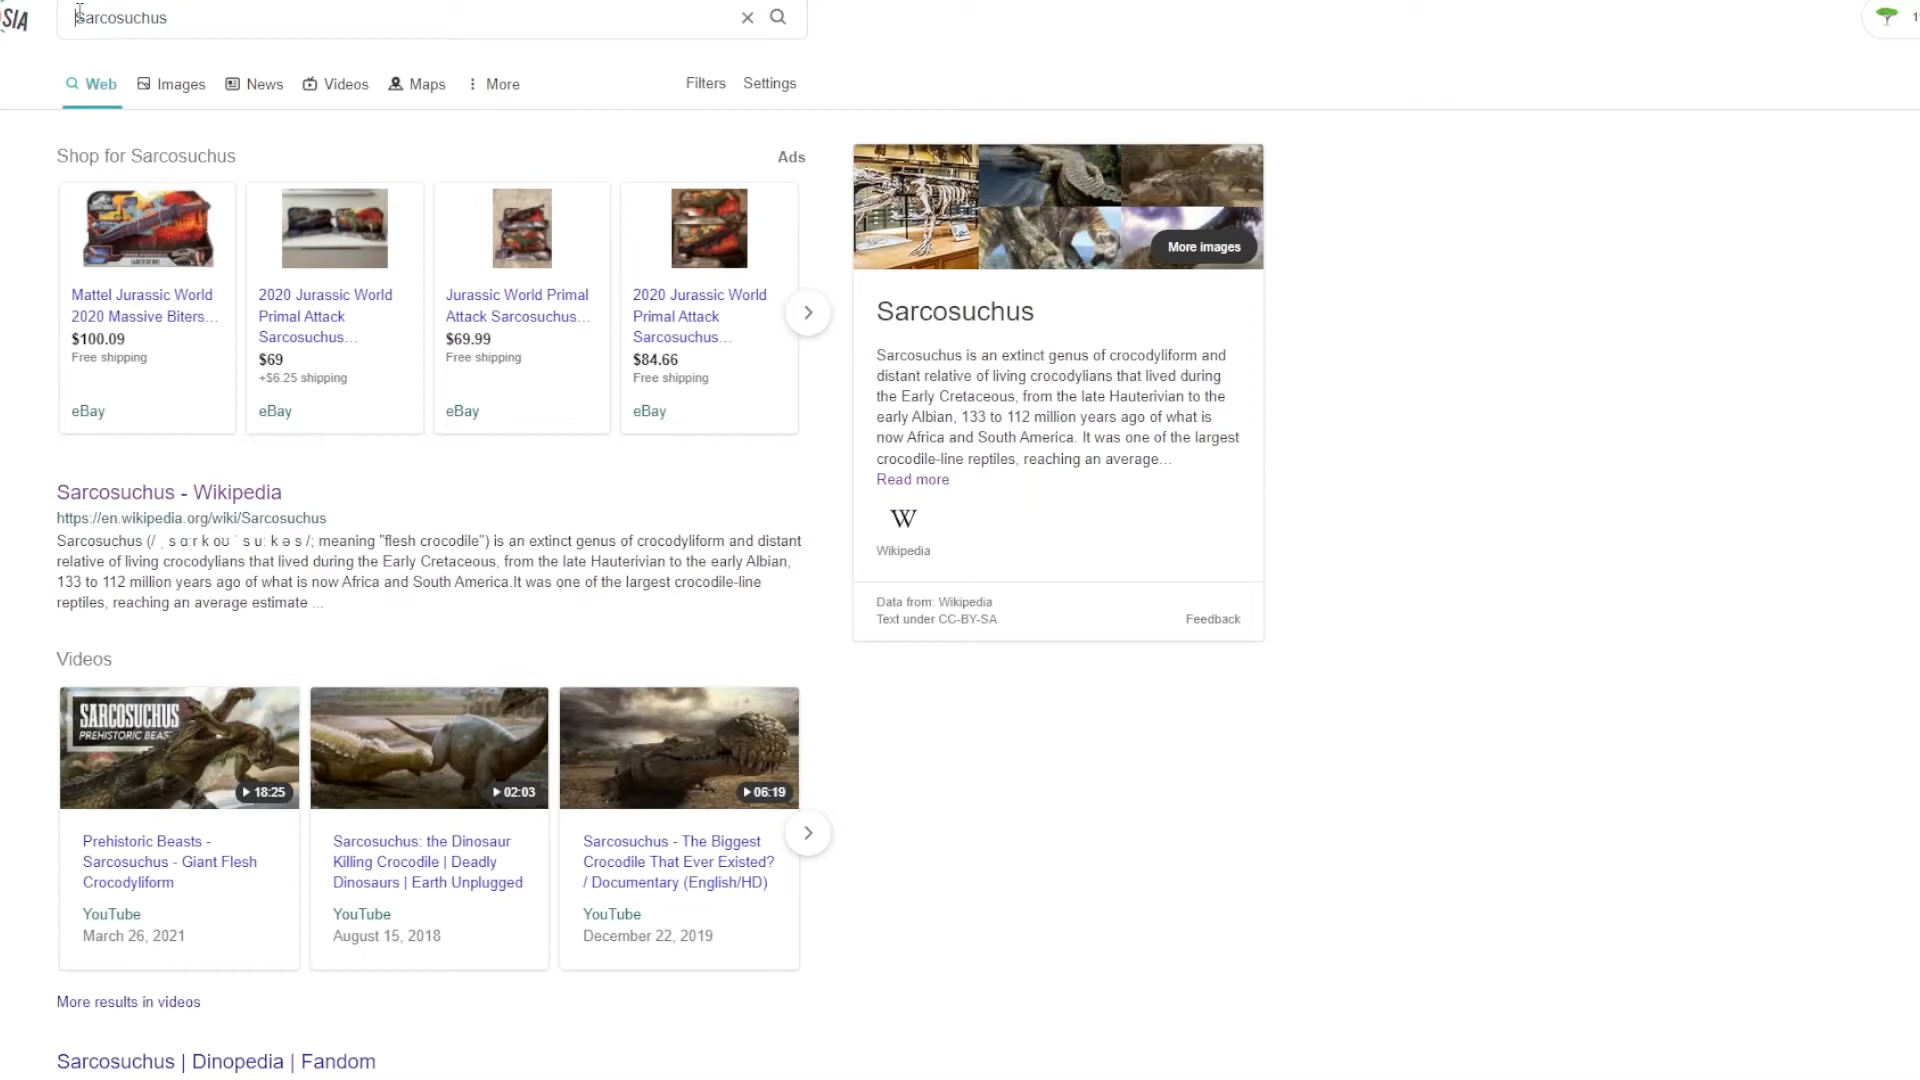 SIA
Sarcosuchus
Web
Images
News
Videos
Maps
More
Filters
Settings
Shop for Sarcosuchus
Ads
Mattel Jurassic World
2020 Massive Biters...
$100.09
Free shipping
eBay
2020 Jurassic World
Primal Attack
Sarcosuchus...
$69
+$6.25 shipping
eBay
Jurassic World Primal
Attack Sarcosuchus...
$69.99
Free shipping
eBay
2020 Jurassic World
Primal Attack
Sarcosuchus...
$84.66
Free shipping
eBay
Sarcosuchus - Wikipedia
https://en.wikipedia.org/wiki/Sarcosuchus
Sarcosuchus (/ ˌ s ɑːr k oʊ ˈ s uː k ə s /; meaning "flesh crocodile") is an extinct genus of crocodyliform and distant
relative of living crocodylians that lived during the Early Cretaceous, from the late Hauterivian to the early Albian,
133 to 112 million years ago of what is now Africa and South America.It was one of the largest crocodile-line
reptiles, reaching an average estimate ...
Videos
SARCOSUCHUS
PREHISTORIC BEAS
18:25
Prehistoric Beasts -
Sarcosuchus - Giant Flesh
Crocodyliform
YouTube
March 26, 2021
02:03
Sarcosuchus: the Dinosaur
Killing Crocodile | Deadly
Dinosaurs | Earth Unplugged
YouTube
August 15, 2018
06:19
Sarcosuchus - The Biggest
Crocodile That Ever Existed?
/ Documentary (English/HD)
YouTube
December 22, 2019
More results in videos
Sarcosuchus | Dinopedia | Fandom
More images
Sarcosuchus
Sarcosuchus is an extinct genus of crocodyliform and
distant relative of living crocodylians that lived during
the Early Cretaceous, from the late Hauterivian to the
early Albian, 133 to 112 million years ago of what is
now Africa and South America. It was one of the largest
crocodile-line reptiles, reaching an average...
Read more
W
Wikipedia
Data from: Wikipedia
Text under CC-BY-SA
Feedback